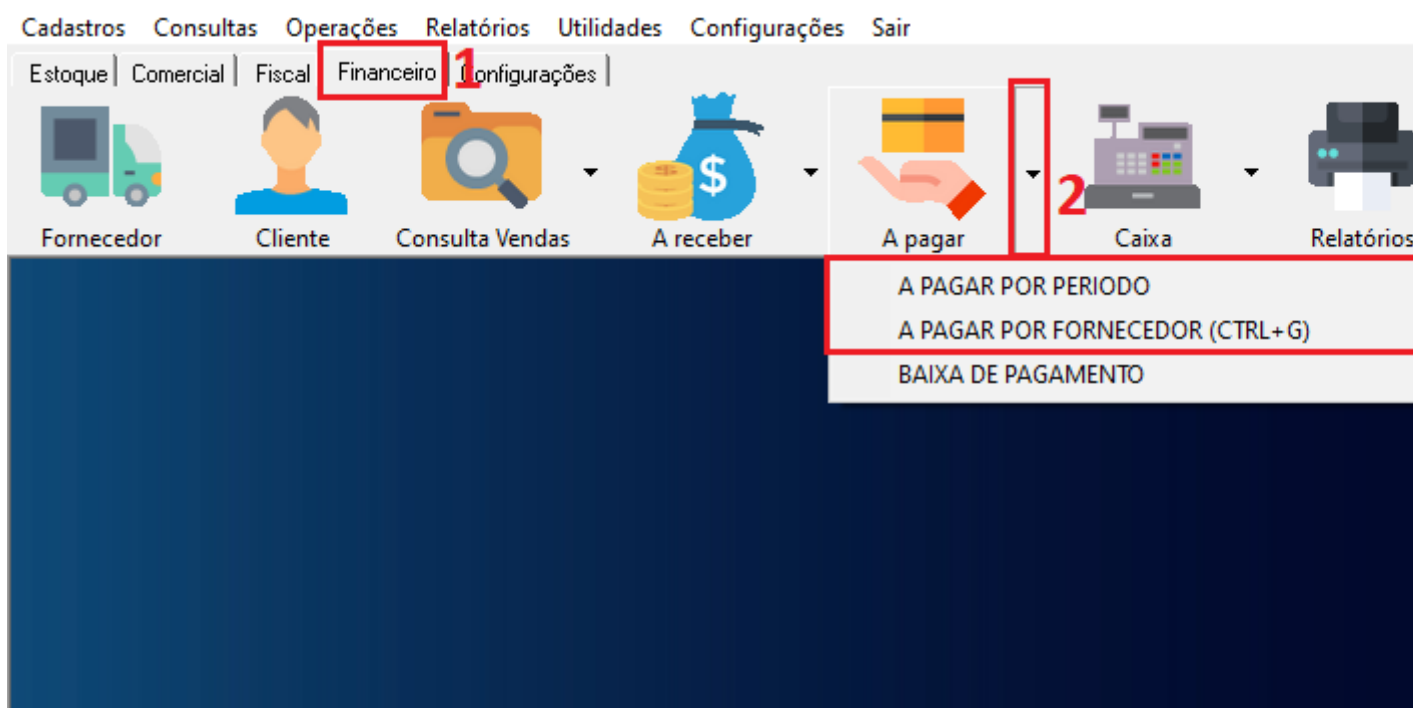 Cadastros Consultas Operações Relatórios Utilidades Configurações Sair
Estoque Comercial Fiscal Financeiro 1 Configurações
$
2
Fornecedor Cliente Consulta Vendas A receber A pagar Caixa Relatórios
A PAGAR POR PERIODO
A PAGAR POR FORNECEDOR (CTRL+G)
BAIXA DE PAGAMENTO